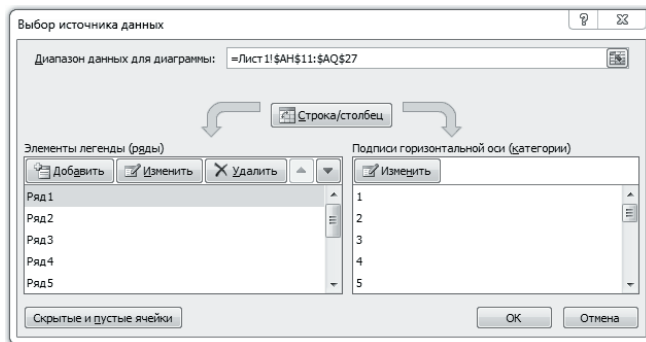 Выбор источника данных
Диапазон данных для диаграммы: =Лист1!$AH$11:$AQ$27
Строка/столбец
Элементы легенды (ряды)
Добавить Изменить Удалить
Ряд1
Ряд2
Ряд3
Ряд4
Ряд5
Подписи горизонтальной оси (категории)
Изменить
1
2
3
4
5
Скрытые и пустые ячейки
ОК Отмена